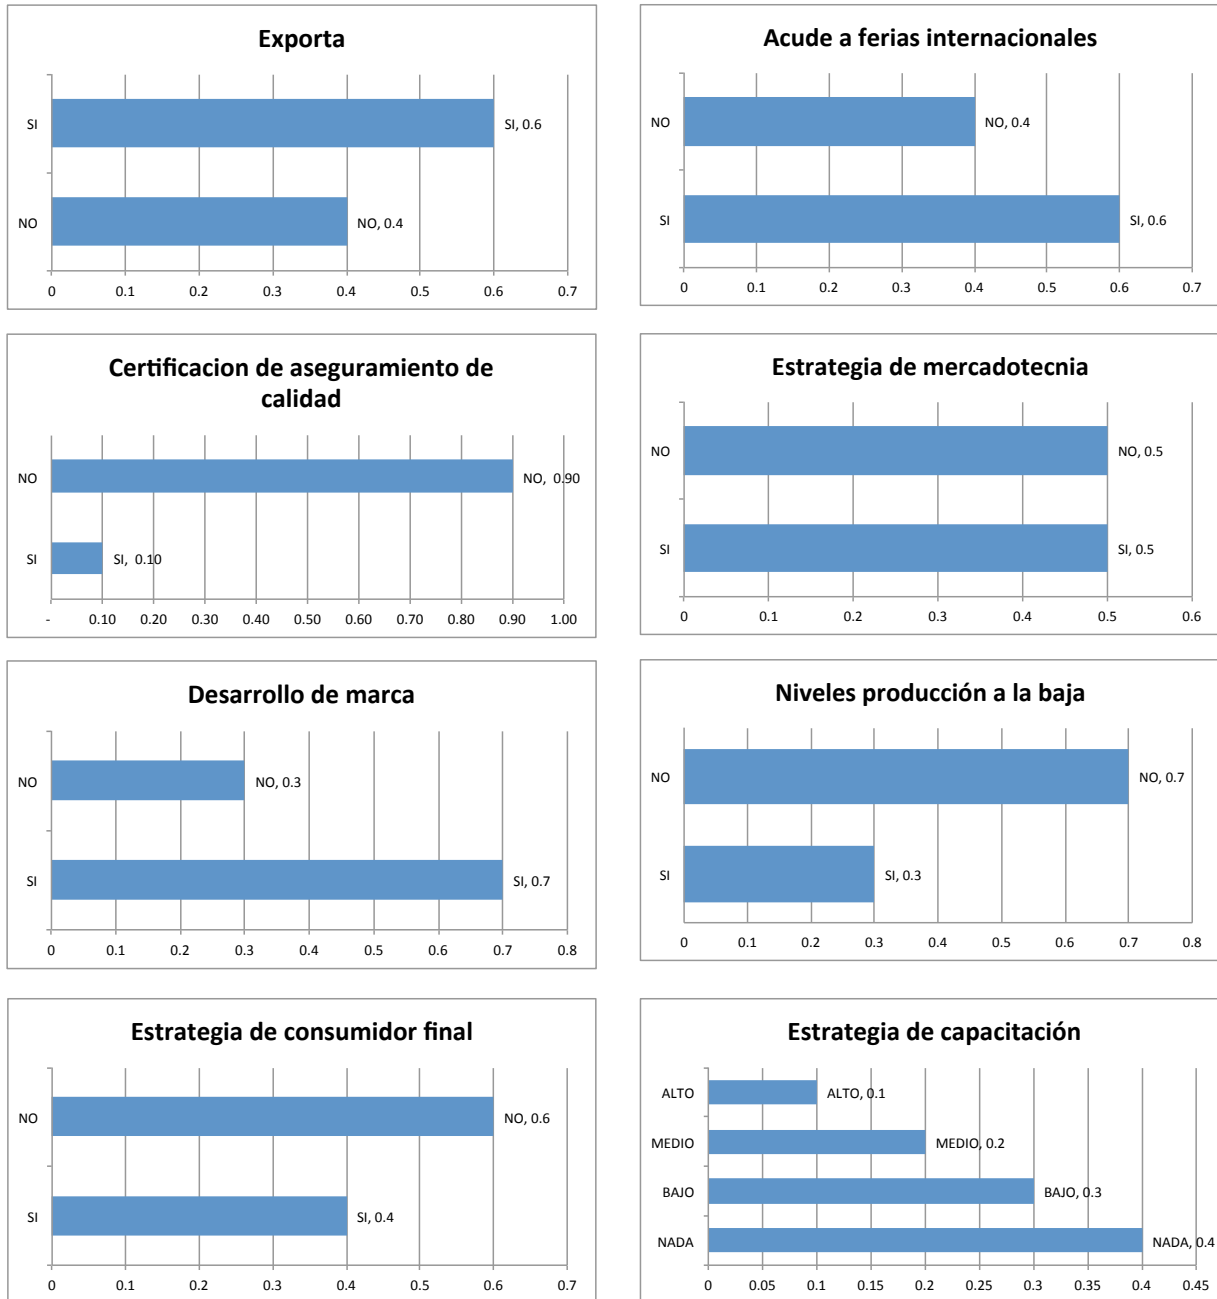 Exporta
SI
SI, 0.6
NO
NO, 0.4
0 0.1 0.2 0.3 0.4 0.5 0.6 0.7
Acude a ferias internacionales
NO
NO, 0.4
SI
SI, 0.6
0 0.1 0.2 0.3 0.4 0.5 0.6 0.7
Certificacion de aseguramiento de
calidad
NO
NO, 0.90
SI
SI, 0.10
- 0.10 0.20 0.30 0.40 0.50 0.60 0.70 0.80 0.90 1.00
Estrategia de mercadotecnia
NO
NO, 0.5
SI
SI, 0.5
0 0.1 0.2 0.3 0.4 0.5 0.6
Desarrollo de marca
NO
NO, 0.3
SI
SI, 0.7
0 0.1 0.2 0.3 0.4 0.5 0.6 0.7 0.8
Niveles producción a la baja
NO
NO, 0.7
SI
SI, 0.3
0 0.1 0.2 0.3 0.4 0.5 0.6 0.7 0.8
Estrategia de consumidor final
NO
NO, 0.6
SI
SI, 0.4
0 0.1 0.2 0.3 0.4 0.5 0.6 0.7
Estrategia de capacitación
ALTO
ALTO, 0.1
MEDIO
MEDIO, 0.2
BAJO
BAJO, 0.3
NADA
NADA, 0.4
0 0.05 0.1 0.15 0.2 0.25 0.3 0.35 0.4 0.45